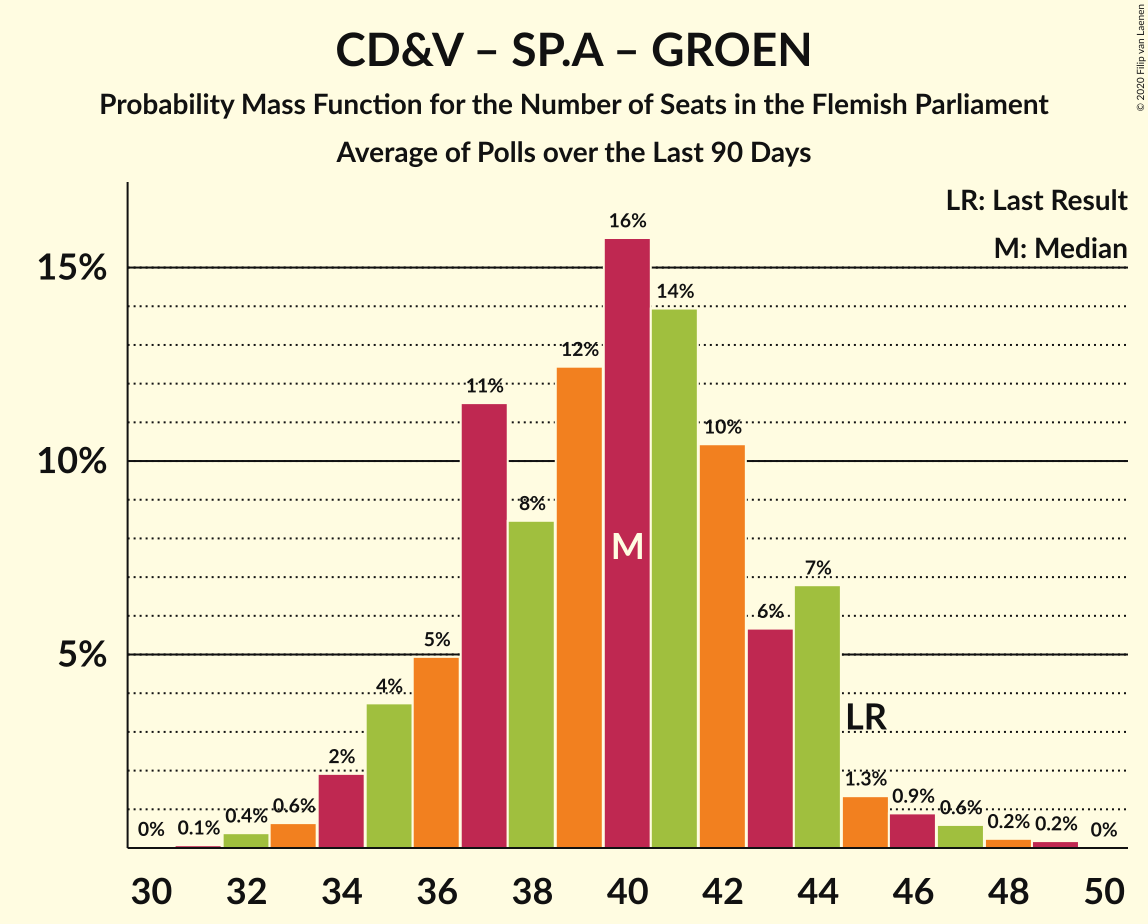 CD&V – SP.A – GROEN
Probability Mass Function for the Number of Seats in the Flemish Parliament
Average of Polls over the Last 90 Days
© 2020 Filip van Laenen
LR: Last Result
M: Median
15%
10%
5%
0%
0.1%
0.4%
0.6%
2%
4%
5%
11%
8%
12%
16%
14%
10%
6%
7%
1.3%
0.9%
0.6%
0.2%
0.2%
0%
M
LR
30 32 34 36 38 40 42 44 46 48 50